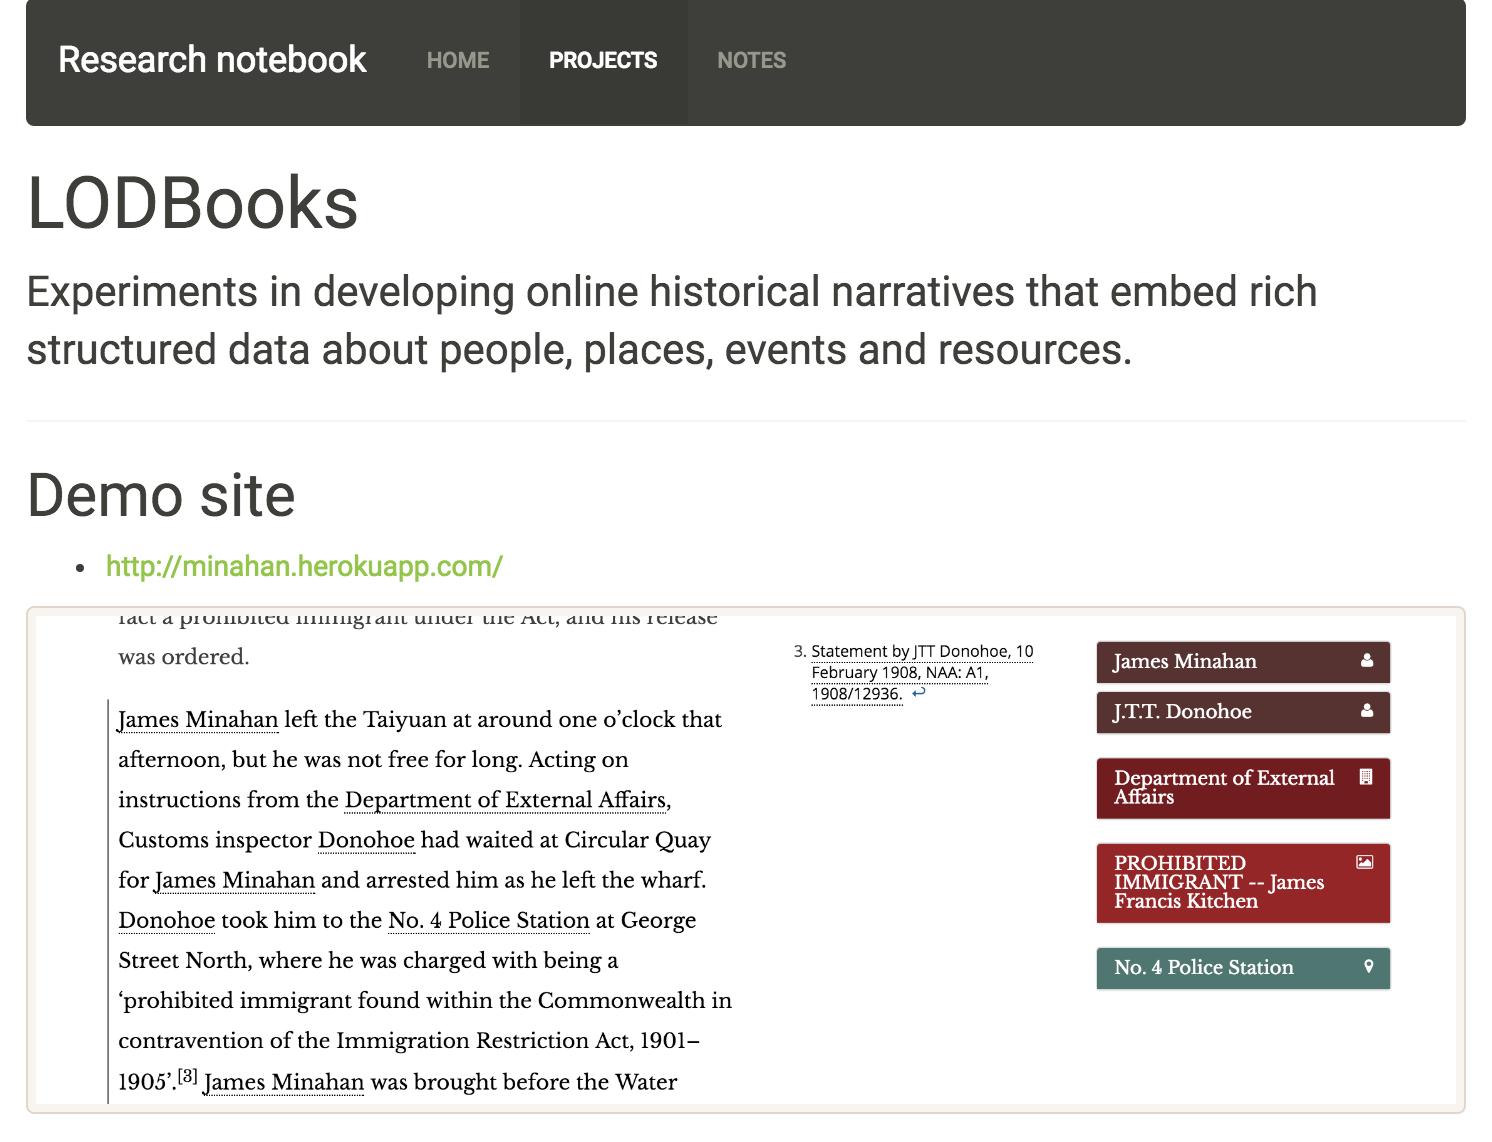 Research notebook HOME PROJECTS NOTES
LODBooks
Experiments in developing online historical narratives that embed rich
structured data about people, places, events and resources.
Demo site
• http://minahan.herokuapp.com/
fact a prohibited immigrant under the Act, and his release
was ordered.
James Minahan left the Taiyuan at around one o’clock that
afternoon, but he was not free for long. Acting on
instructions from the Department of External Affairs,
Customs inspector Donohoe had waited at Circular Quay
for James Minahan and arrested him as he left the wharf.
Donohoe took him to the No. 4 Police Station at George
Street North, where he was charged with being a
‘prohibited immigrant found within the Commonwealth in
contravention of the Immigration Restriction Act, 1901–
1905’.[3] James Minahan was brought before the Water
3. Statement by JTT Donohoe, 10
February 1908, NAA: A1,
1908/12936. ↩
James Minahan
J.T.T. Donohoe
Department of External
Affairs
PROHIBITED
IMMIGRANT -- James
Francis Kitchen
No. 4 Police Station